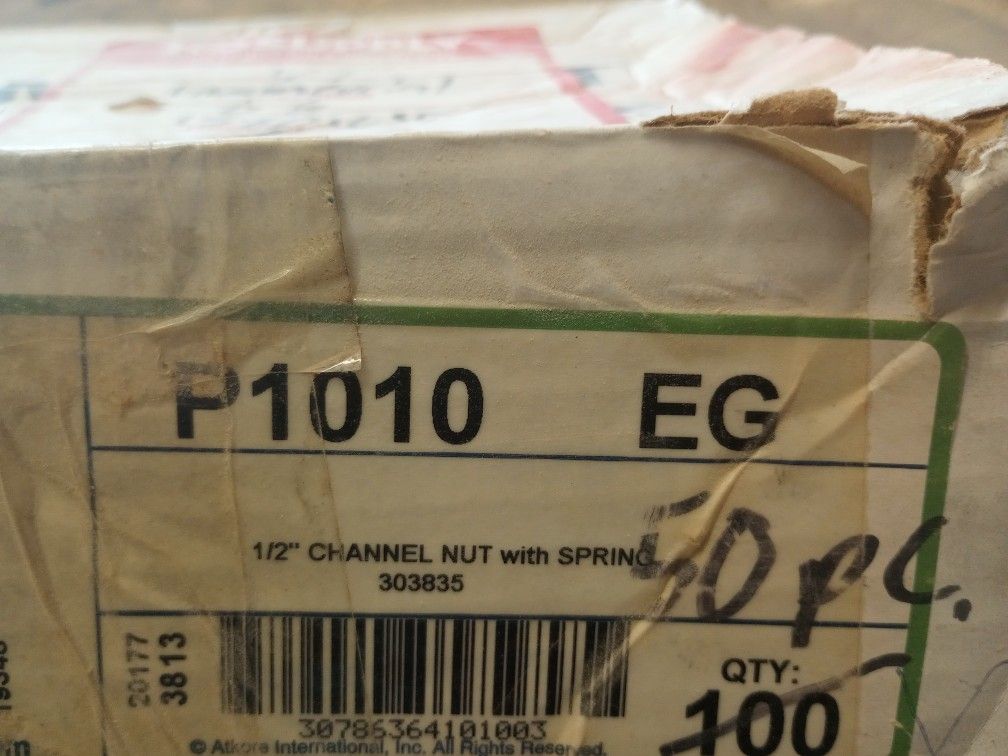 P1010 EG
1/2" CHANNEL NUT with SPRING
303835
50 pc.
20177
3813
QTY:
100
30786364101003
© Atkore International, Inc. All Rights Reserved.